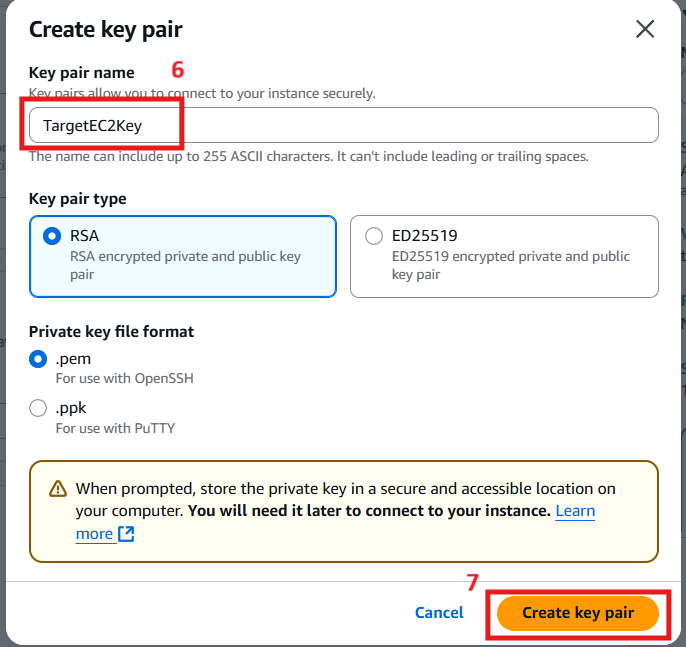 Create key pair
Key pair name
6
Key pairs allow you to connect to your instance securely.
TargetEC2Key
The name can include up to 255 ASCII characters. It can't include leading or trailing spaces.
Key pair type
RSA
RSA encrypted private and public key
pair
ED25519
ED25519 encrypted private and public
key pair
Private key file format
.pem
For use with OpenSSH
.ppk
For use with PuTTY
When prompted, store the private key in a secure and accessible location on
your computer. You will need it later to connect to your instance. Learn
more
7
Cancel
Create key pair